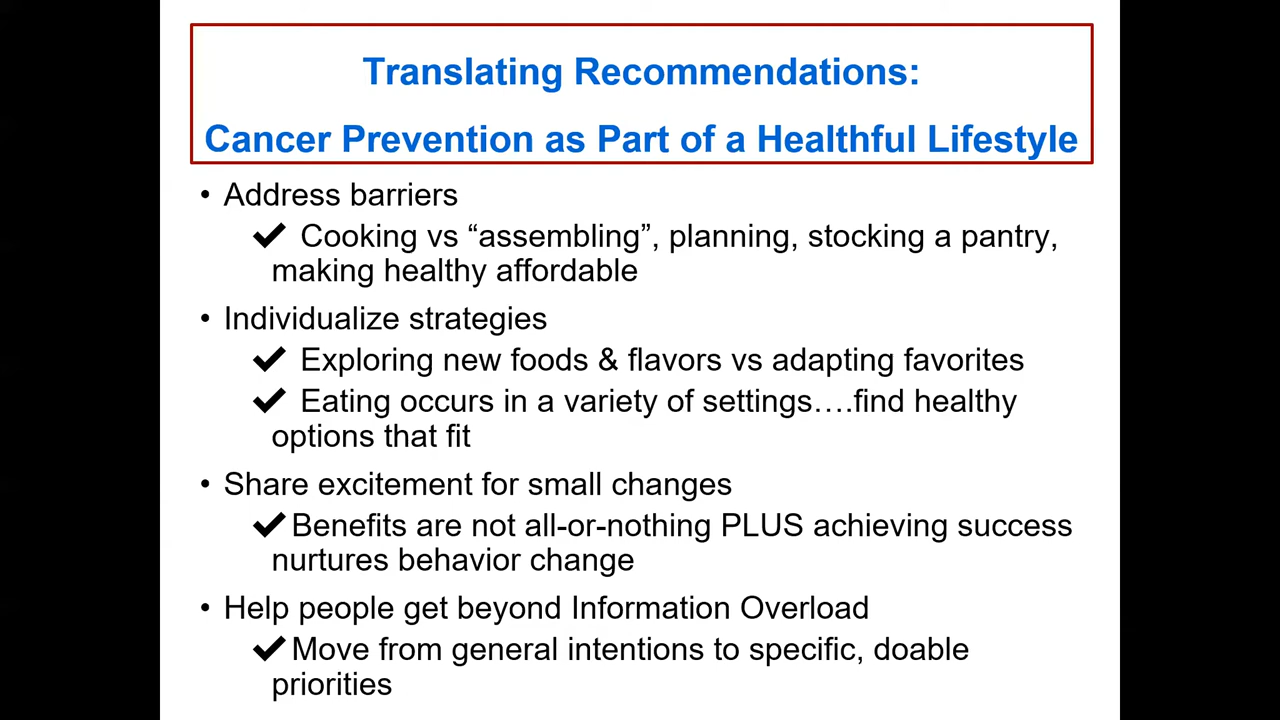 Translating Recommendations:
Cancer Prevention as Part of a Healthful Lifestyle
• Address barriers
✔ Cooking vs “assembling”, planning, stocking a pantry,
making healthy affordable
• Individualize strategies
✔ Exploring new foods & flavors vs adapting favorites
✔ Eating occurs in a variety of settings….find healthy
options that fit
• Share excitement for small changes
✔Benefits are not all-or-nothing PLUS achieving success
nurtures behavior change
• Help people get beyond Information Overload
✔Move from general intentions to specific, doable
priorities